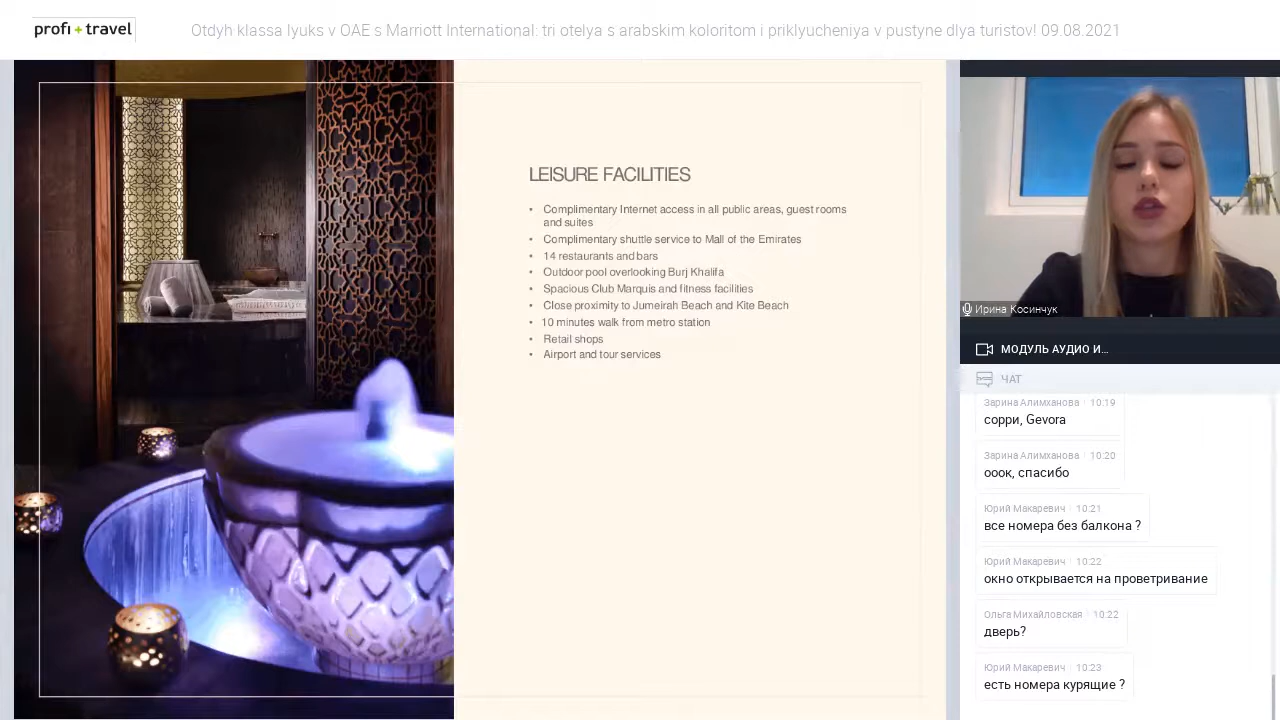 profi + travel
Otdyh klassa lyuks v OAE s Marriott International: tri otelya s arabskim koloritom i priklyucheniya v pustyne dlya turistov! 09.08.2021
LEISURE FACILITIES
• Complimentary Internet access in all public areas, guest rooms
and suites
• Complimentary shuttle service to Mall of the Emirates
• 14 restaurants and bars
• Outdoor pool overlooking Burj Khalifa
• Spacious Club Marquis and fitness facilities
• Close proximity to Jumeirah Beach and Kite Beach
• 10 minutes walk from metro station
• Retail shops
• Airport and tour services
Ирина Косинчук
МОДУЛЬ АУДИО И...
ЧАТ
Зарина Алимханова 10:19
сорри, Gevora
Зарина Алимханова 10:20
ооок, спасибо
Юрий Макаревич 10:21
все номера без балкона ?
Юрий Макаревич 10:22
окно открывается на проветривание
Ольга Михайловская 10:22
дверь?
Юрий Макаревич 10:23
есть номера курящие ?